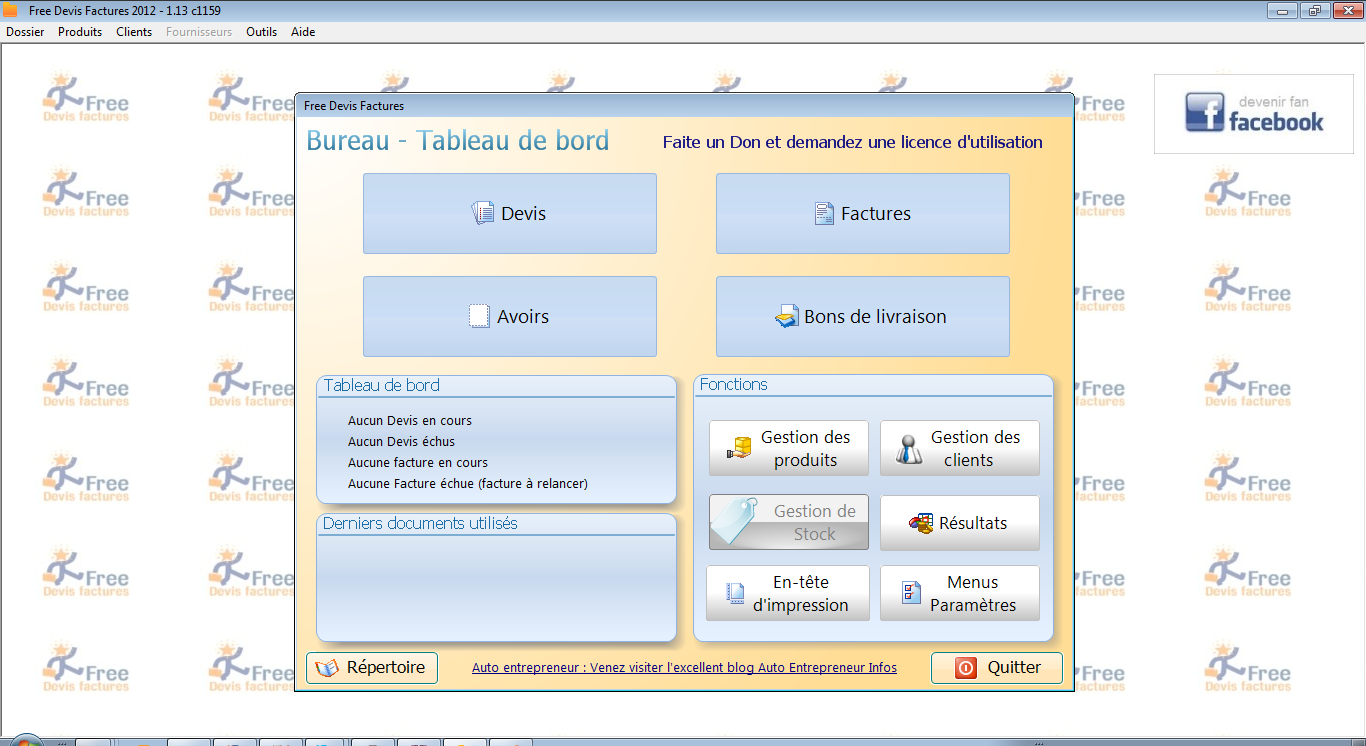 Free Devis Factures 2012 - 1.13 c1159
Dossier Produits Clients Fournisseurs Outils Aide
Free
Devis factures
devenir fan
facebook
Free Devis Factures
Bureau - Tableau de bord
Faite un Don et demandez une licence d'utilisation
Devis
Factures
Avoirs
Bons de livraison
Tableau de bord
Aucun Devis en cours
Aucun Devis échus
Aucune facture en cours
Aucune Facture échue (facture à relancer)
Derniers documents utilisés
Fonctions
Gestion des
produits
Gestion des
clients
Gestion de
Stock
Résultats
En-tête
d'impression
Menus
Paramètres
Répertoire
Auto entrepreneur : Venez visiter l'excellent blog Auto Entrepreneur Infos
Quitter